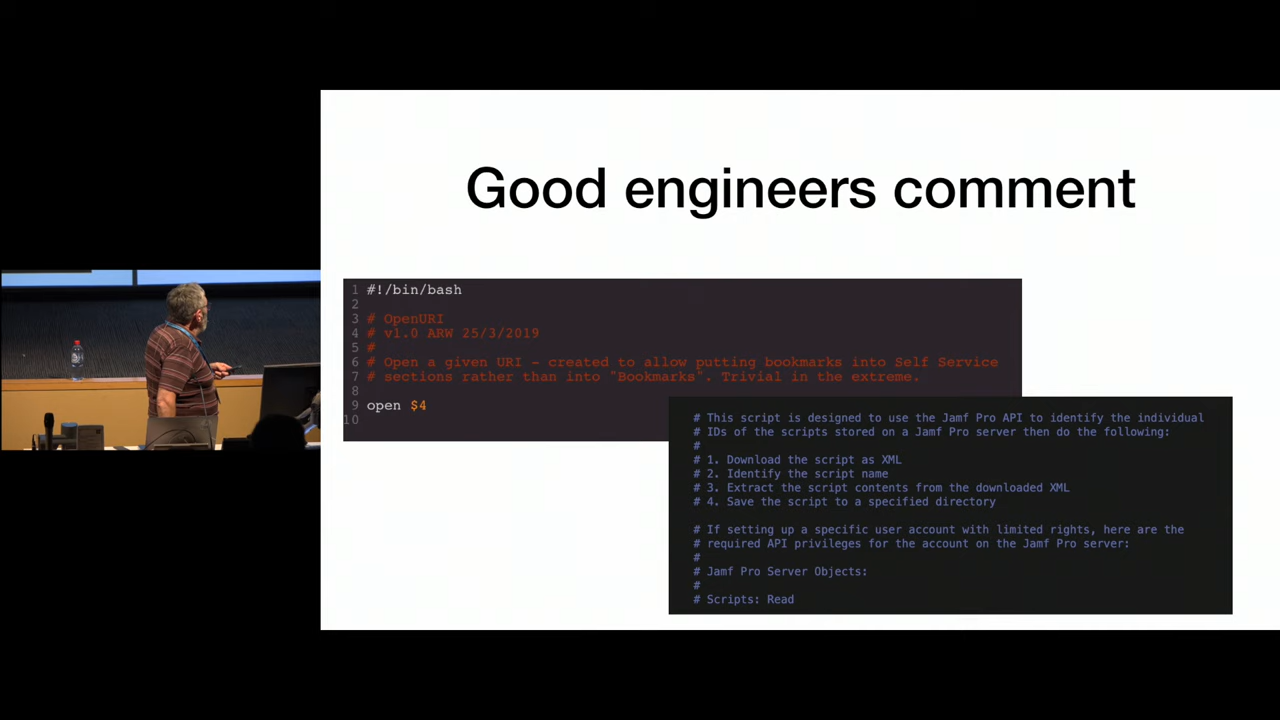 Good engineers comment
1 #!/bin/bash
2
3 # OpenURI
4 # v1.0 ARW 25/3/2019
5 #
6 # Open a given URI – created to allow putting bookmarks into Self Service
7 # sections rather than into "Bookmarks". Trivial in the extreme.
8
9 open $4
10
# This script is designed to use the Jamf Pro API to identify the individual
# IDs of the scripts stored on a Jamf Pro server then do the following:
#
# 1. Download the script as XML
# 2. Identify the script name
# 3. Extract the script contents from the downloaded XML
# 4. Save the script to a specified directory
# If setting up a specific user account with limited rights, here are the
# required API privileges for the account on the Jamf Pro server:
#
# Jamf Pro Server Objects:
#
# Scripts: Read